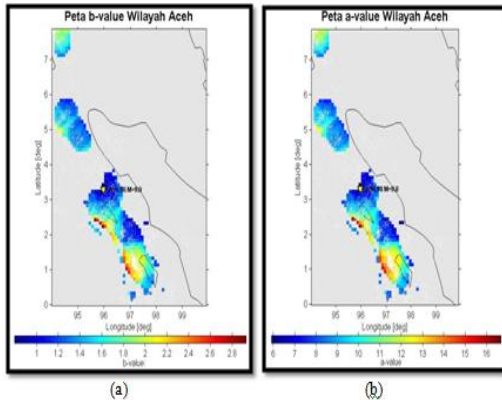 Peta b-value Wilayah Aceh
Latitude [deg]
7
6
5
4
3
2
1
0
95 96 97 98 99
Longitude [deg]
1 1.2 1.4 1.6 1.8 2 2.2 2.4 2.6 2.8
b-value
(a)
Peta a-value Wilayah Aceh
Latitude [deg]
7
6
5
4
3
2
1
0
95 96 97 98 99
Longitude [deg]
6 7 8 9 10 11 12 13 14 15 16
a-value
(b)